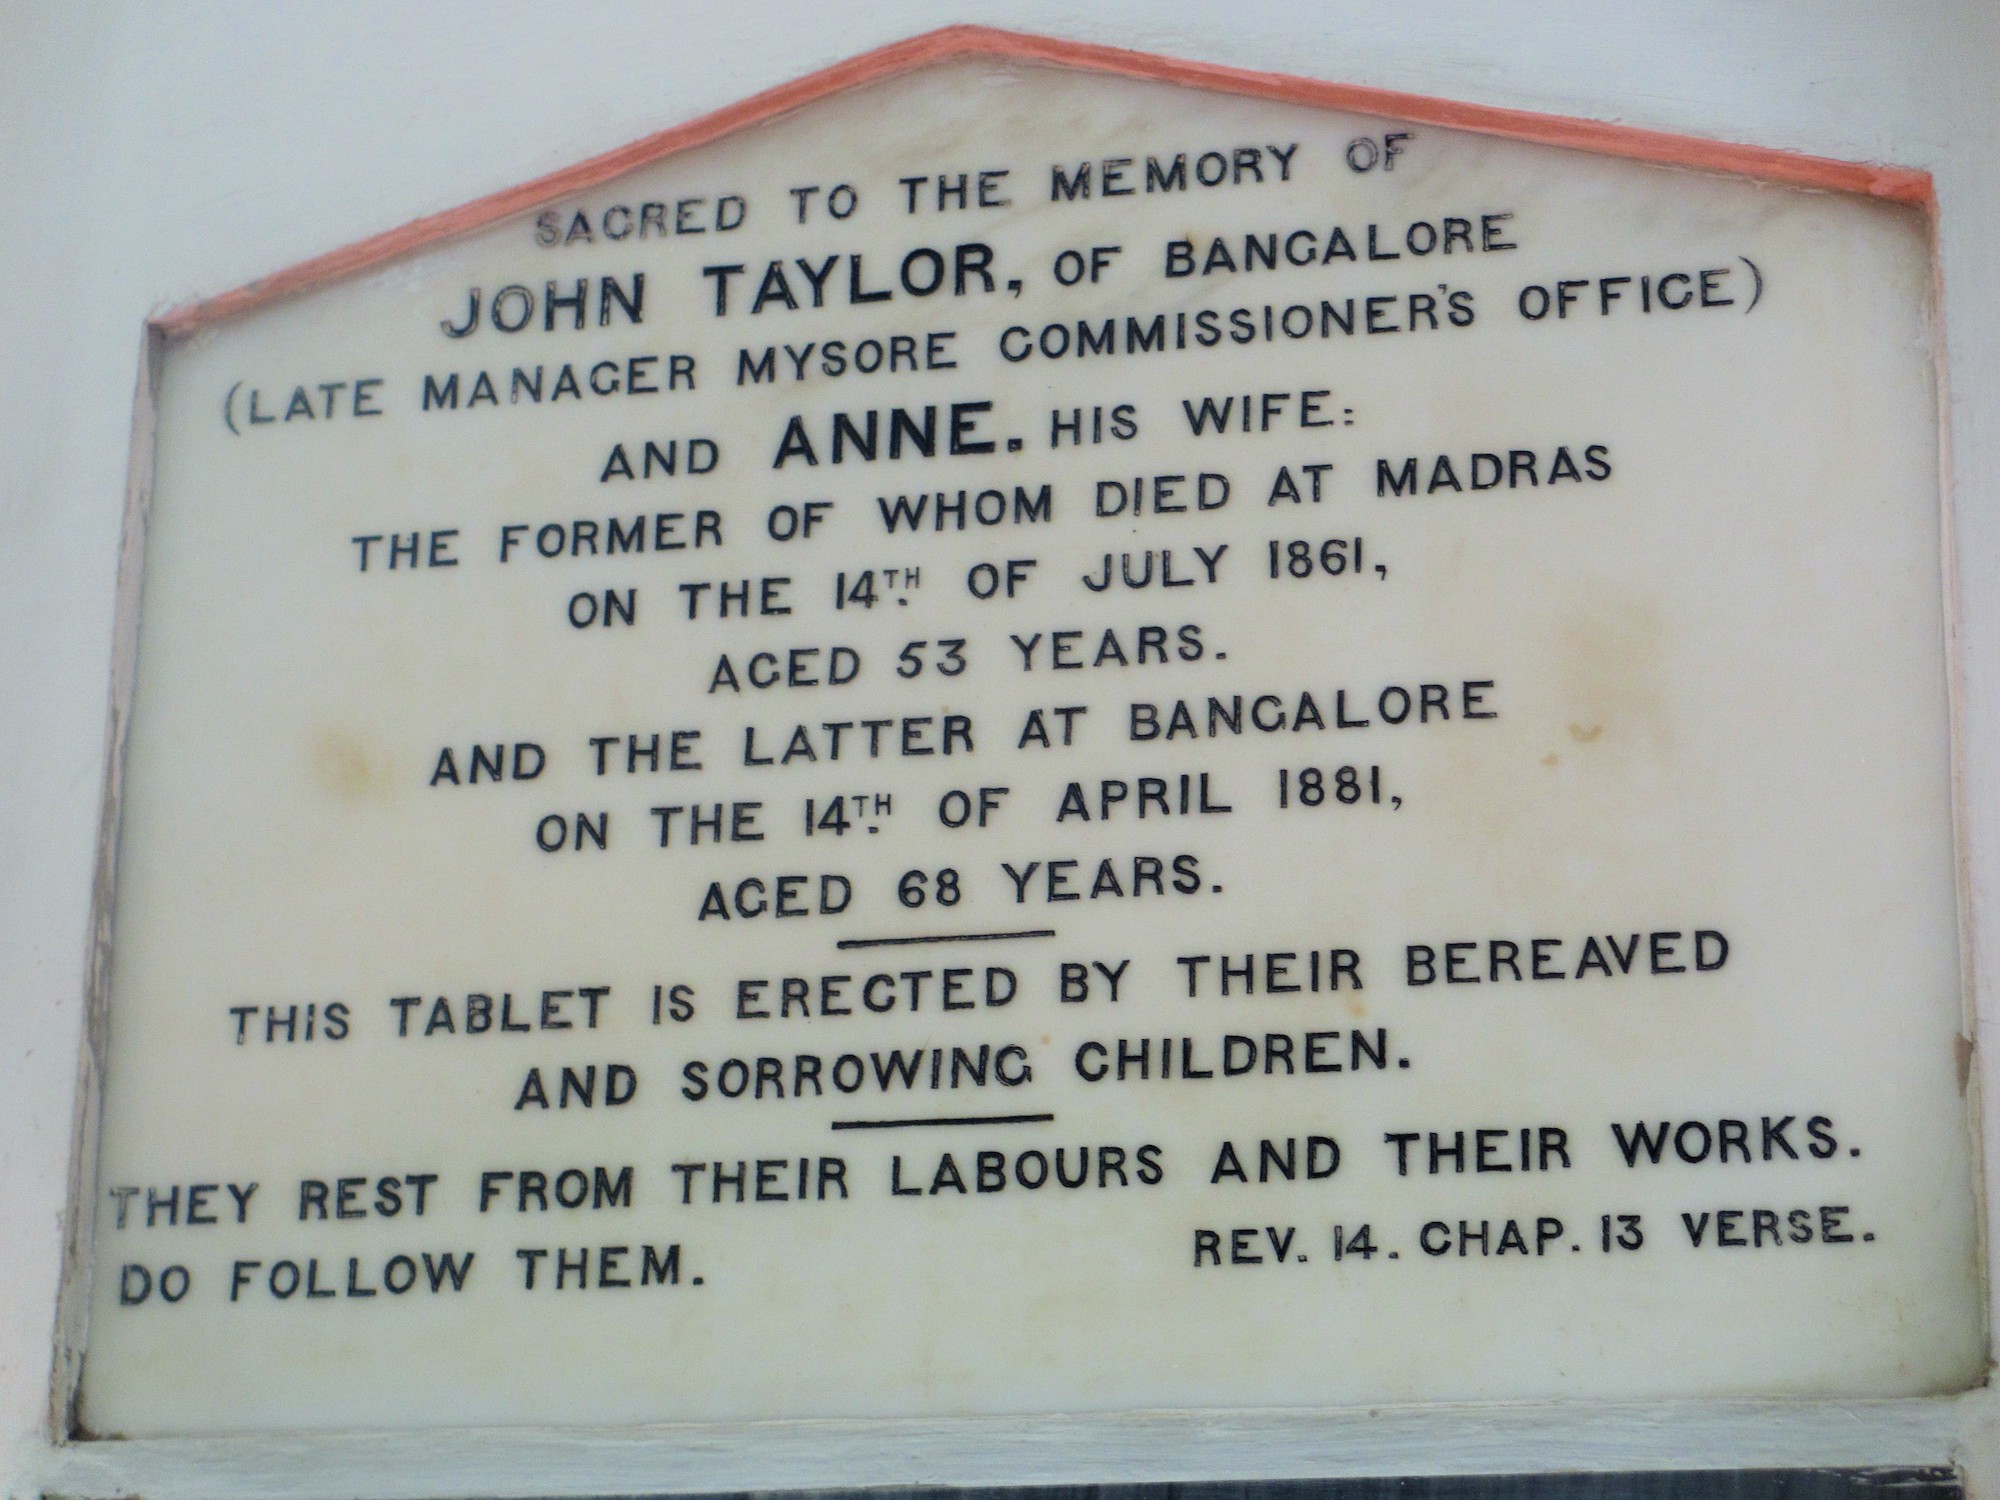 SACRED TO THE MEMORY OF
JOHN TAYLOR, OF BANGALORE
(LATE MANAGER MYSORE COMMISSIONER'S OFFICE)
AND ANNE. HIS WIFE:
THE FORMER OF WHOM DIED AT MADRAS
ON THE 14TH. OF JULY 1861,
AGED 53 YEARS.
AND THE LATTER AT BANGALORE
ON THE 14TH. OF APRIL 1881,
AGED 68 YEARS.
THIS TABLET IS ERECTED BY THEIR BEREAVED
AND SORROWING CHILDREN.
THEY REST FROM THEIR LABOURS AND THEIR WORKS.
DO FOLLOW THEM. REV. 14. CHAP. 13 VERSE.